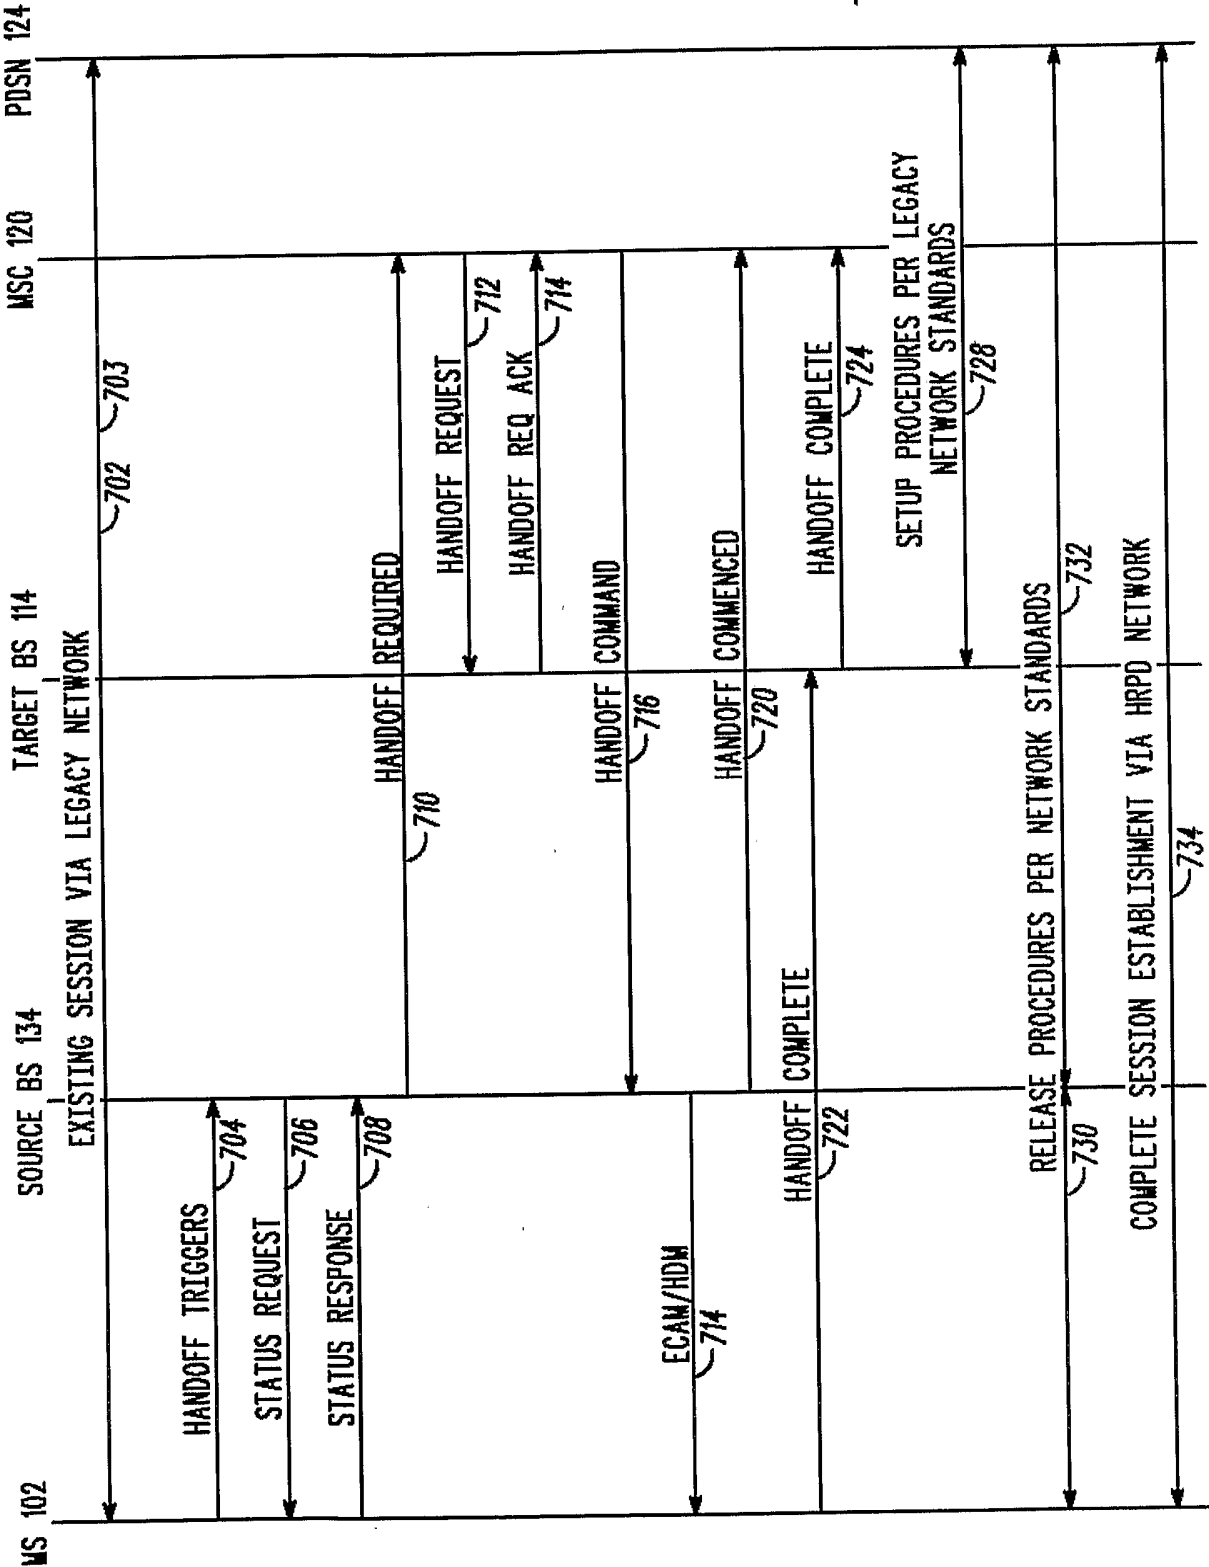 MS 102
SOURCE BS 134
TARGET BS 114
MSC 120
PDSN 124
EXISTING SESSION VIA LEGACY NETWORK
702
703
HANDOFF TRIGGERS
704
STATUS REQUEST
706
STATUS RESPONSE
708
HANDOFF REQUIRED
710
HANDOFF REQUEST
712
HANDOFF REQ ACK
714
HANDOFF COMMAND
716
ECAM/HDM
714
HANDOFF COMMENCED
720
HANDOFF COMPLETE
722
HANDOFF COMPLETE
724
SETUP PROCEDURES PER LEGACY
NETWORK STANDARDS
728
RELEASE PROCEDURES PER NETWORK STANDARDS
730
732
COMPLETE SESSION ESTABLISHMENT VIA HRPD NETWORK
734